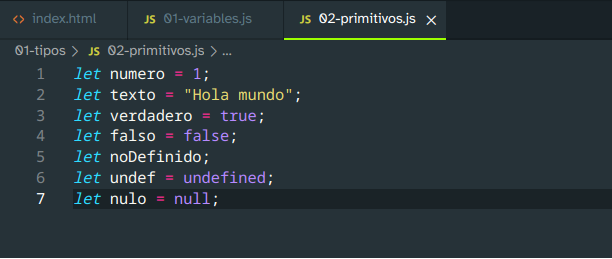 <> index.html JS 01-variables.js JS 02-primitivos.js ×
01-tipos > JS 02-primitivos.js > ...
1 let numero = 1;
2 let texto = "Hola mundo";
3 let verdadero = true;
4 let falso = false;
5 let noDefinido;
6 let undef = undefined;
7 let nulo = null;